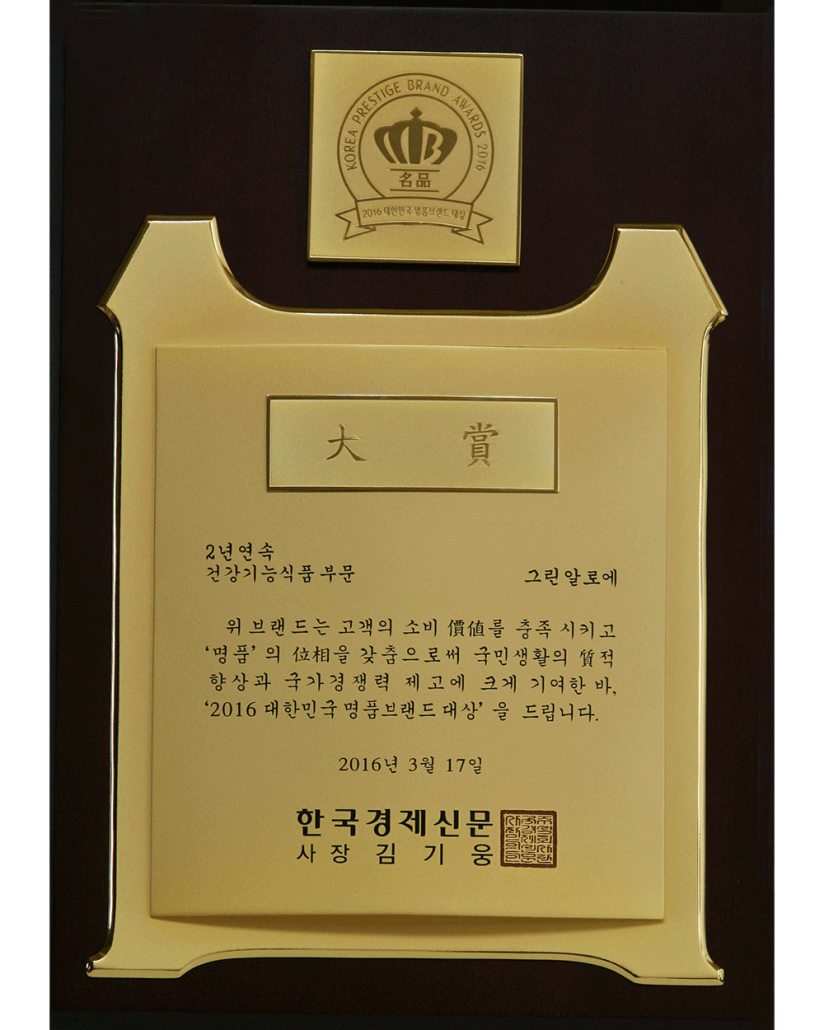 KOREA PRESTIGE BRAND AWARDS 2016
名品
2016 대한민국 명품브랜드 대상
大 賞
2년연속
건강기능식품 부문 그린알로에
위 브랜드는 고객의 소비 價値를 충족 시키고
‘명품’의 位相을 갖춤으로써 국민생활의 質적
향상과 국가경쟁력 제고에 크게 기여한 바,
‘2016 대한민국 명품브랜드 대상’을 드립니다.
2016년 3월 17일
한국경제신문
사장 김기웅